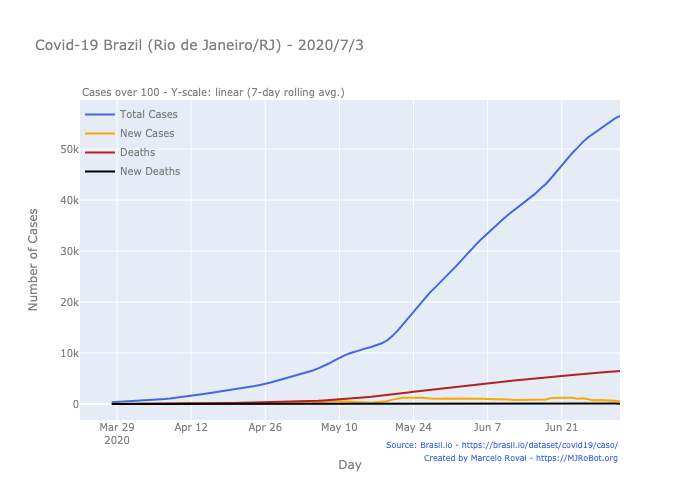 Covid-19 Brazil (Rio de Janeiro/RJ) - 2020/7/3
Cases over 100 - Y-scale: linear (7-day rolling avg.)
Total Cases
New Cases
Deaths
New Deaths
Number of Cases
50k
40k
30k
20k
10k
0
Mar 29 Apr 12 Apr 26 May 10 May 24 Jun 7 Jun 21
2020
Day
Source: Brasil.io - https://brasil.io/dataset/covid19/caso/
Created by Marcelo Rovai - https://MJRoBot.org